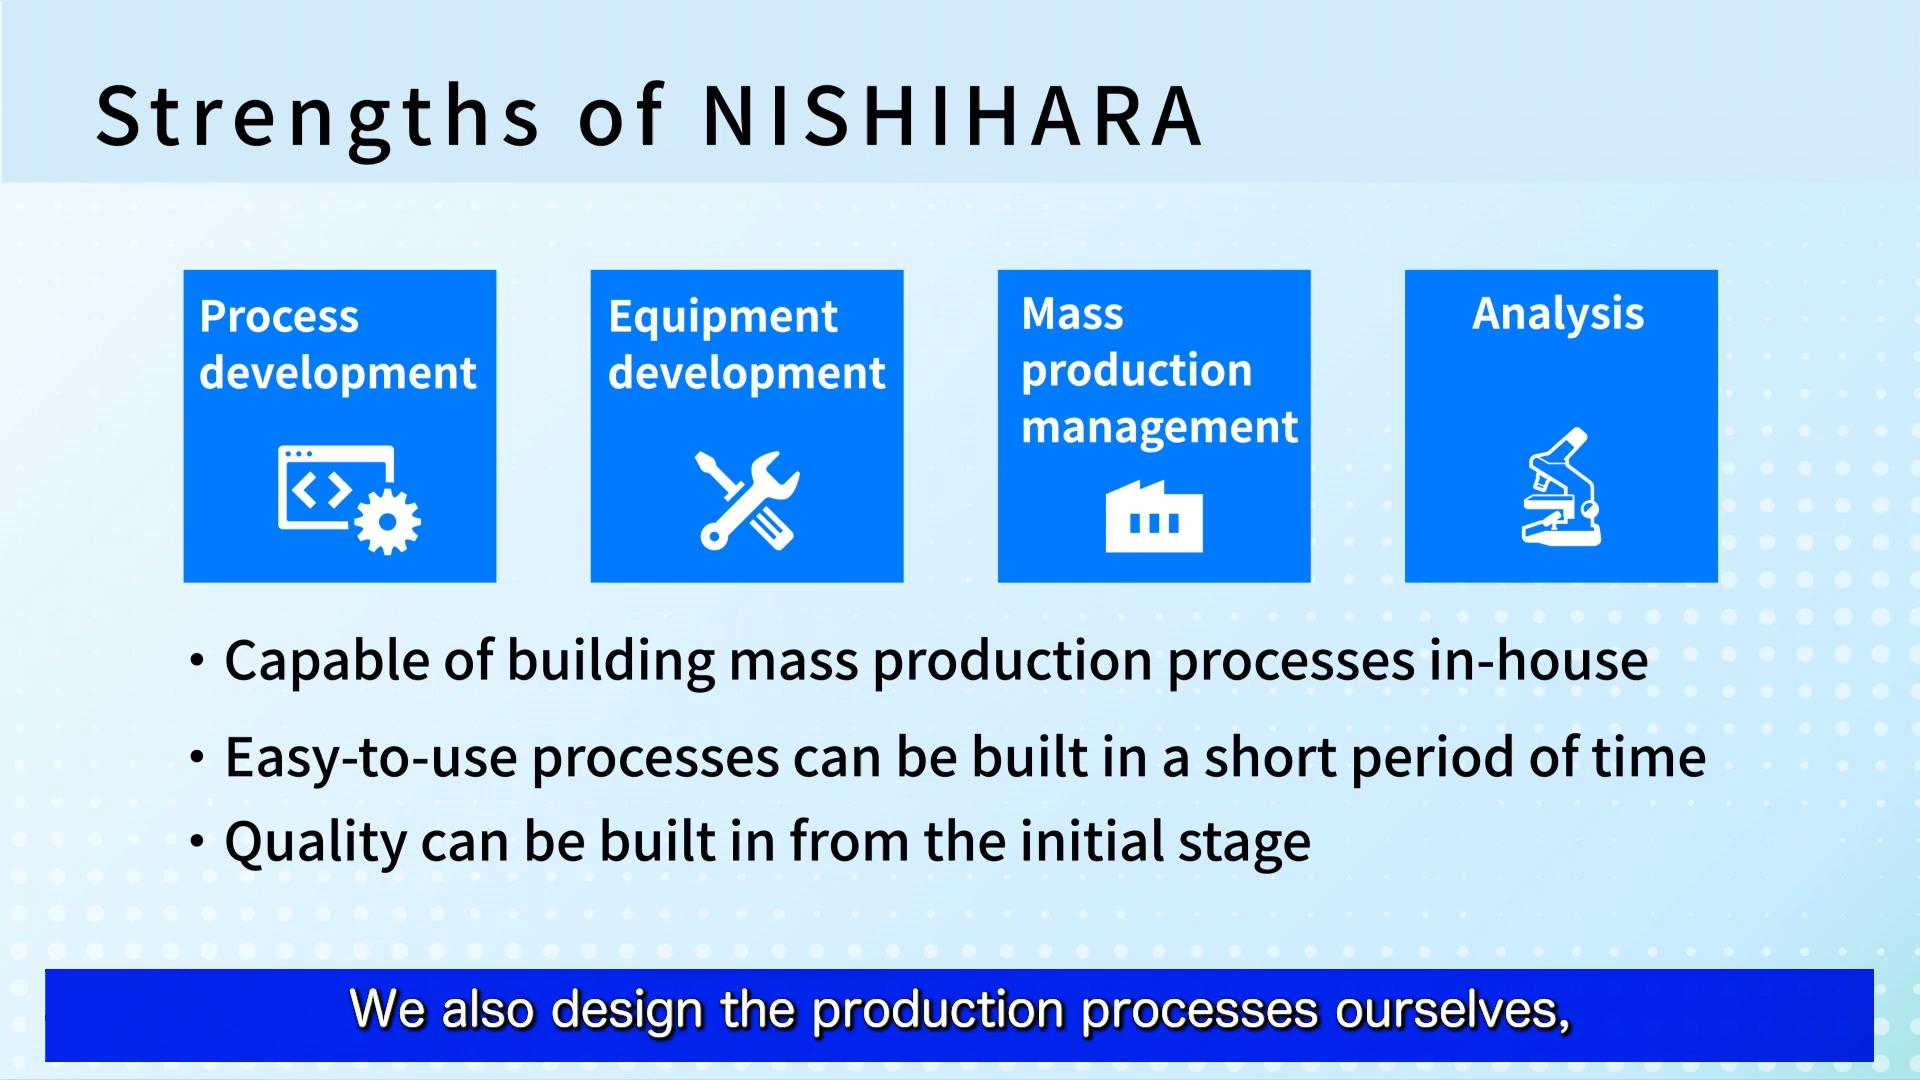 Strengths of NISHIHARA
Process
development
Equipment
development
Mass
production
management
Analysis
・Capable of building mass production processes in-house
・Easy-to-use processes can be built in a short period of time
・Quality can be built in from the initial stage
We also design the production processes ourselves,